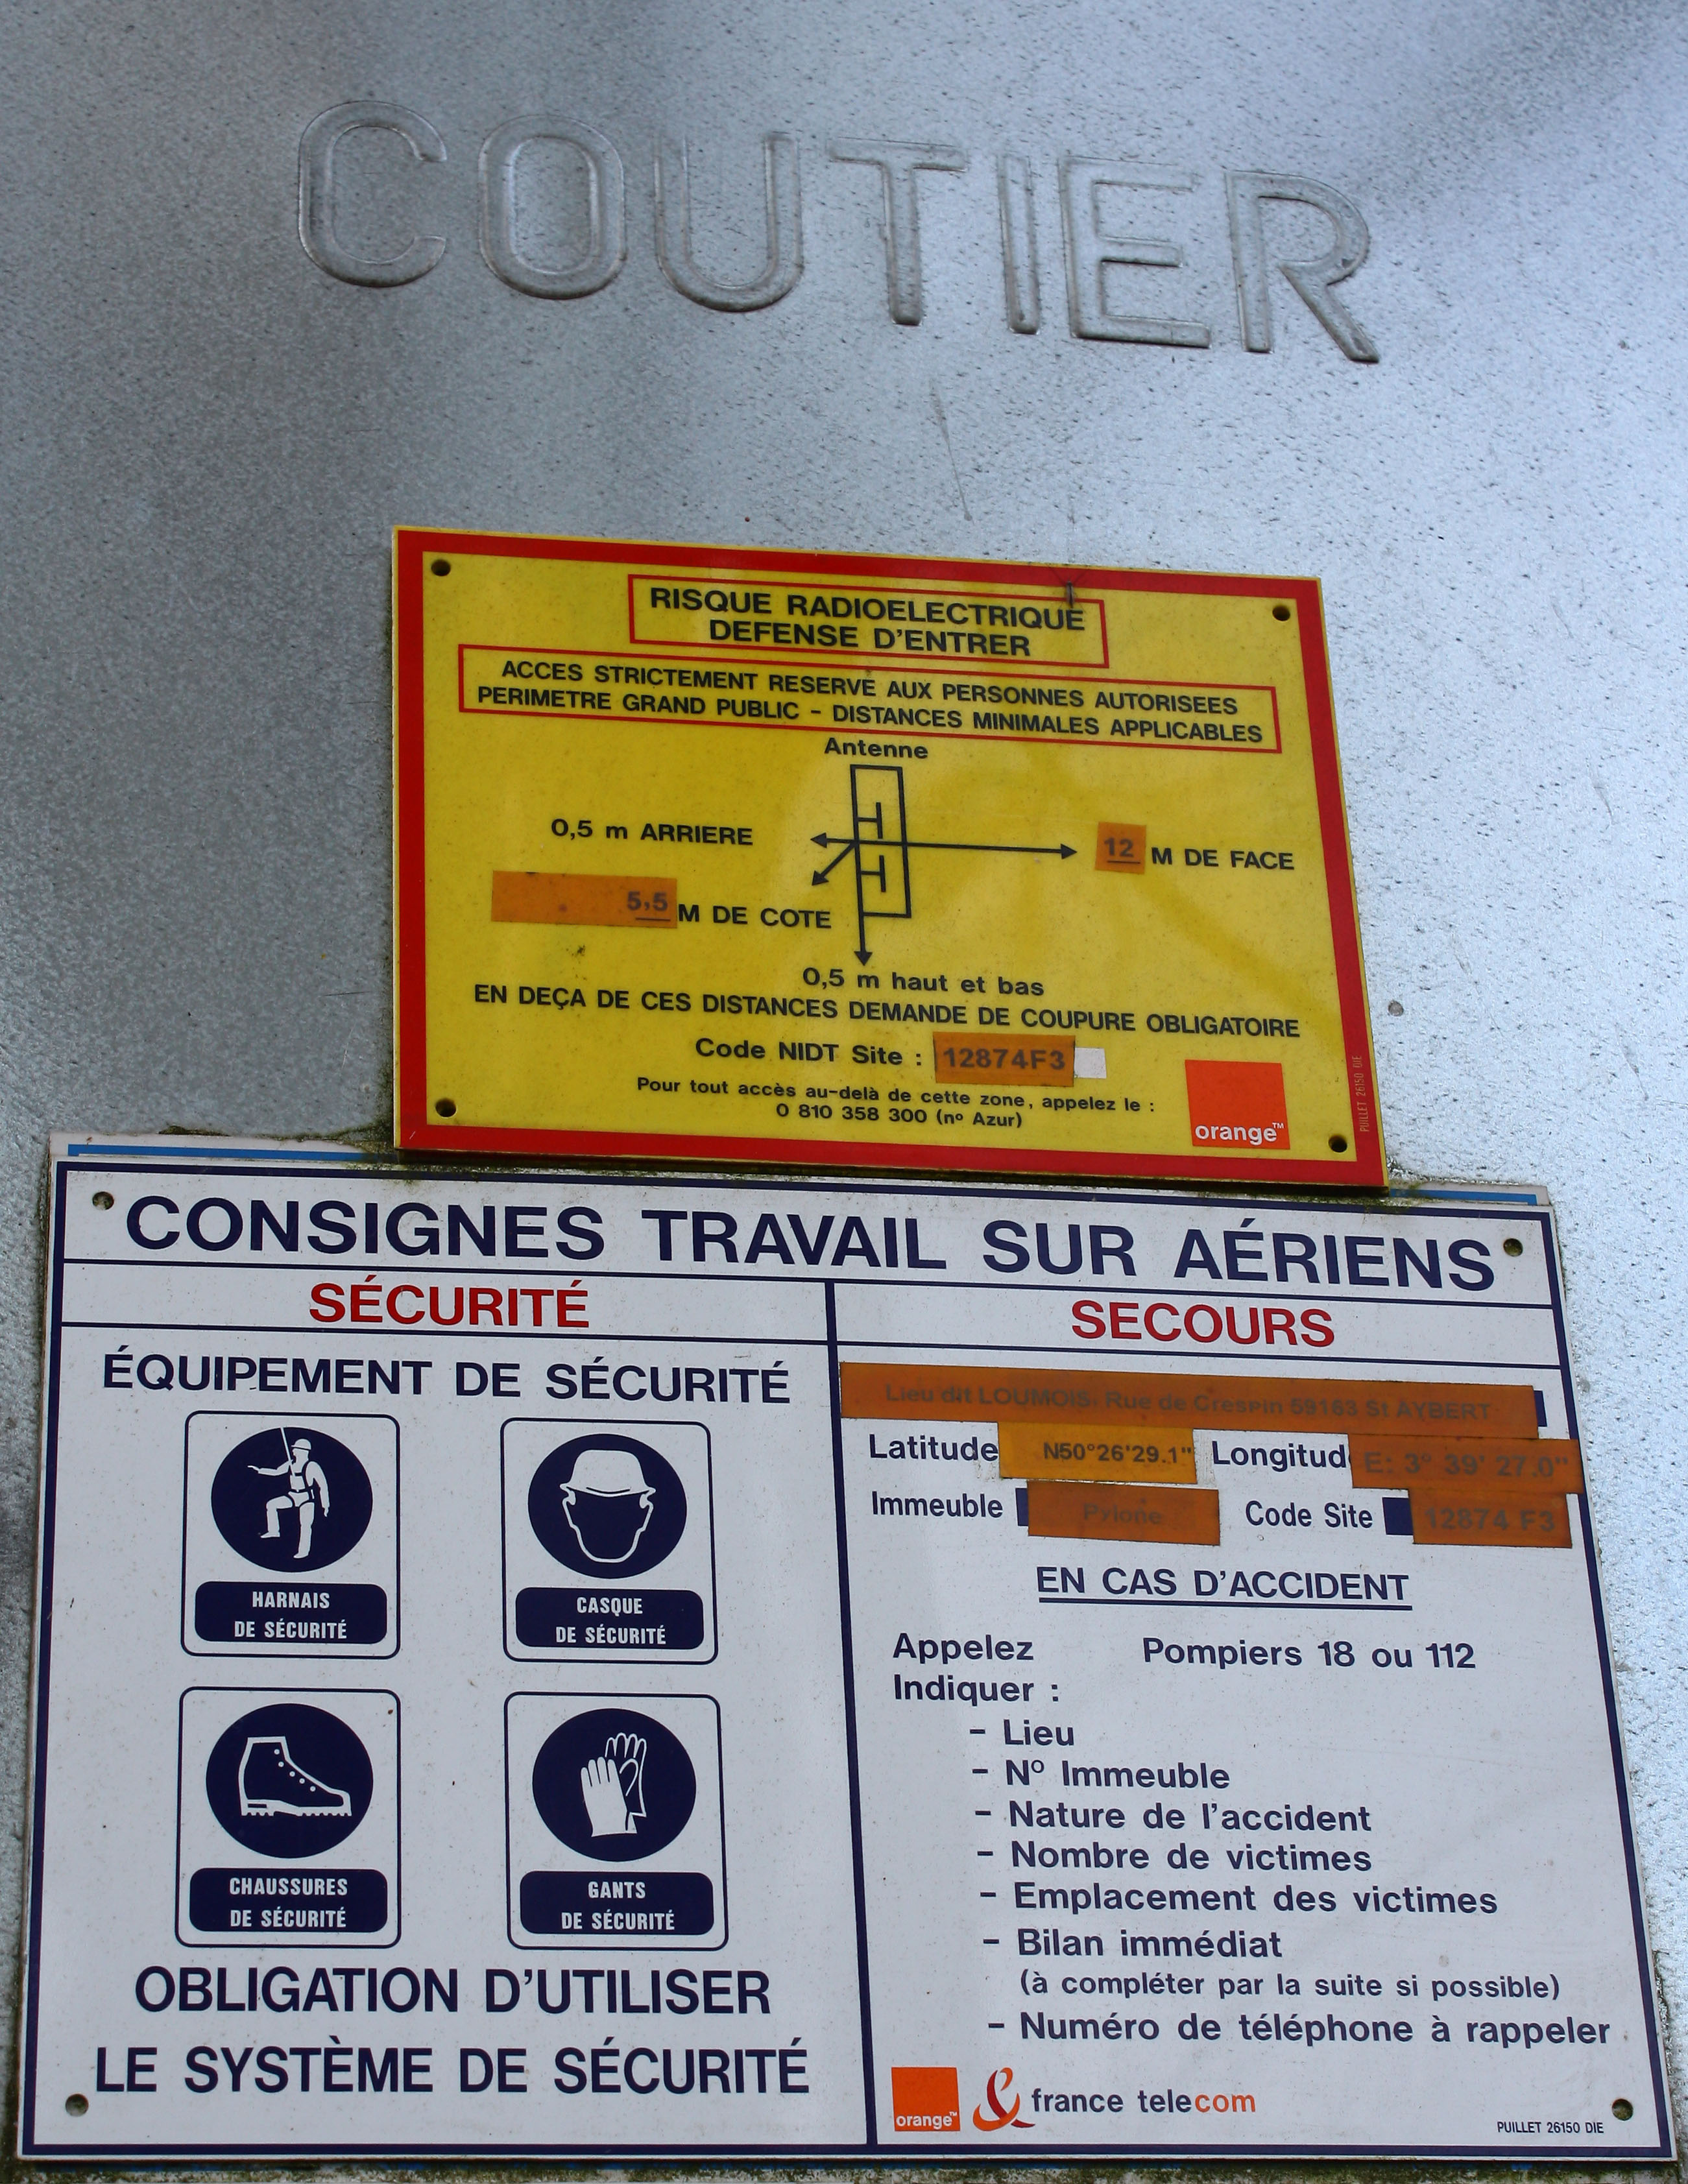 COUTIER
RISQUE RADIOELECTRIQUE
DEFENSE D'ENTRER
ACCES STRICTEMENT RESERVE AUX PERSONNES AUTORISEES
PERIMETRE GRAND PUBLIC - DISTANCES MINIMALES APPLICABLES
Antenne
0,5 m ARRIERE
12 M DE FACE
5,5 M DE COTE
0,5 m haut et bas
EN DEÇA DE CES DISTANCES DEMANDE DE COUPURE OBLIGATOIRE
Code NIDT Site : 12874F3
Pour tout accès au-delà de cette zone, appelez le :
0 810 358 300 (nº Azur)
orange™
PUILLET 26150 DIE
CONSIGNES TRAVAIL SUR AÉRIENS
SÉCURITÉ
ÉQUIPEMENT DE SÉCURITÉ
HARNAIS
DE SÉCURITÉ
CASQUE
DE SÉCURITÉ
CHAUSSURES
DE SÉCURITÉ
GANTS
DE SÉCURITÉ
OBLIGATION D'UTILISER
LE SYSTÈME DE SÉCURITÉ
SECOURS
Lieu dit LOUMOIS. Rue de Crespin 59163 St AYBERT
Latitude N50°26'29.1" Longitud E: 3° 39' 27.0"
Immeuble Pylone Code Site 12874 F3
EN CAS D'ACCIDENT
Appelez Pompiers 18 ou 112
Indiquer :
- Lieu
- Nº Immeuble
- Nature de l'accident
- Nombre de victimes
- Emplacement des victimes
- Bilan immédiat
(à compléter par la suite si possible)
- Numéro de téléphone à rappeler
orange™ & france telecom
PUILLET 26150 DIE